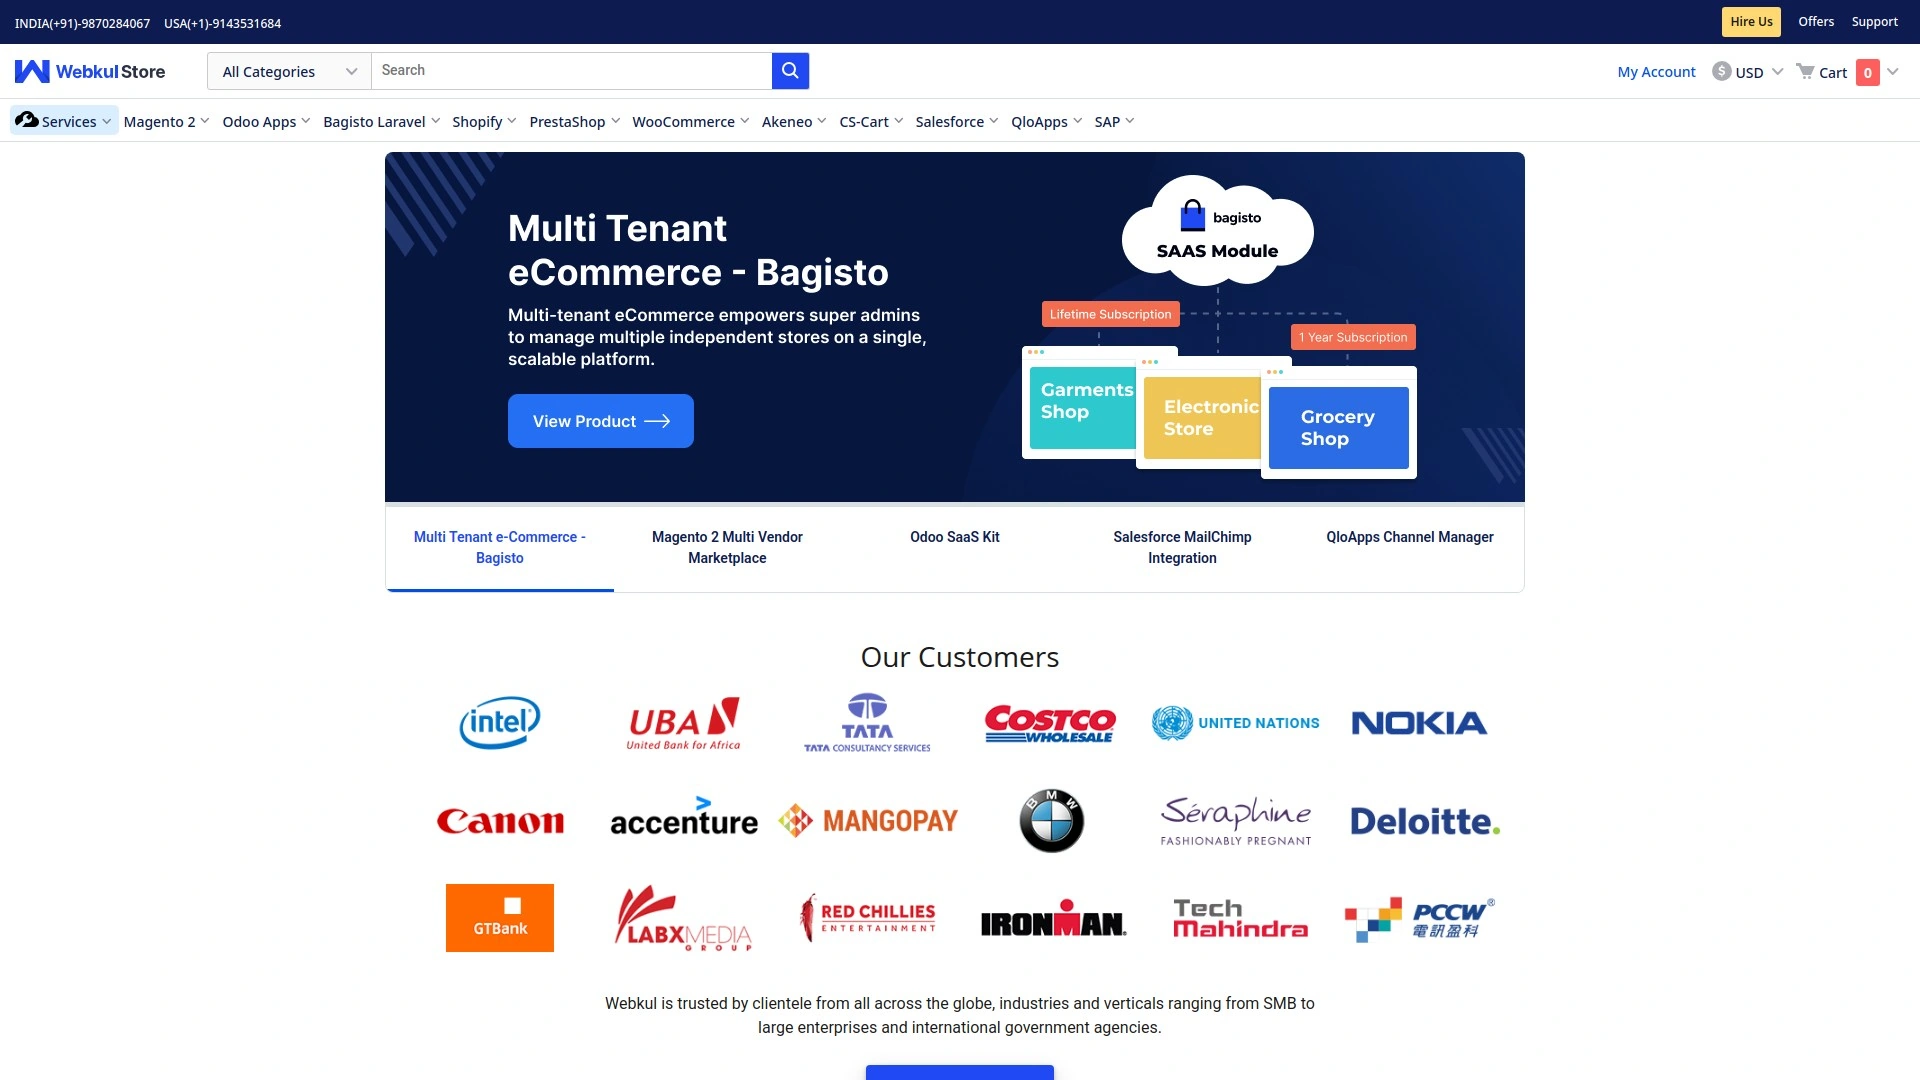 INDIA(+91)-9870284067 USA(+1)-9143531684
Hire Us Offers Support
Webkul Store
All Categories
Search
My Account
$ USD
Cart 0
Services Magento 2 Odoo Apps Bagisto Laravel Shopify PrestaShop WooCommerce Akeneo CS-Cart Salesforce QloApps SAP
Multi Tenant
eCommerce - Bagisto
Multi-tenant eCommerce empowers super admins
to manage multiple independent stores on a single,
scalable platform.
View Product
bagisto
SAAS Module
Lifetime Subscription
1 Year Subscription
Garments
Shop
Electronic
Store
Grocery
Shop
Multi Tenant e-Commerce -
Bagisto
Magento 2 Multi Vendor
Marketplace
Odoo SaaS Kit
Salesforce MailChimp
Integration
QloApps Channel Manager
Our Customers
intel
UBA
United Bank for Africa
TATA
TATA CONSULTANCY SERVICES
COSTCO
WHOLESALE
UNITED NATIONS
NOKIA
Canon
accenture
MANGOPAY
BMW
Séraphine
FASHIONABLY PREGNANT
Deloitte.
GTBank
LABX MEDIA
GROUP
RED CHILLIES
ENTERTAINMENT
IRONMAN
Tech
Mahindra
PCCW®
電訊盈科
Webkul is trusted by clientele from all across the globe, industries and verticals ranging from SMB to
large enterprises and international government agencies.